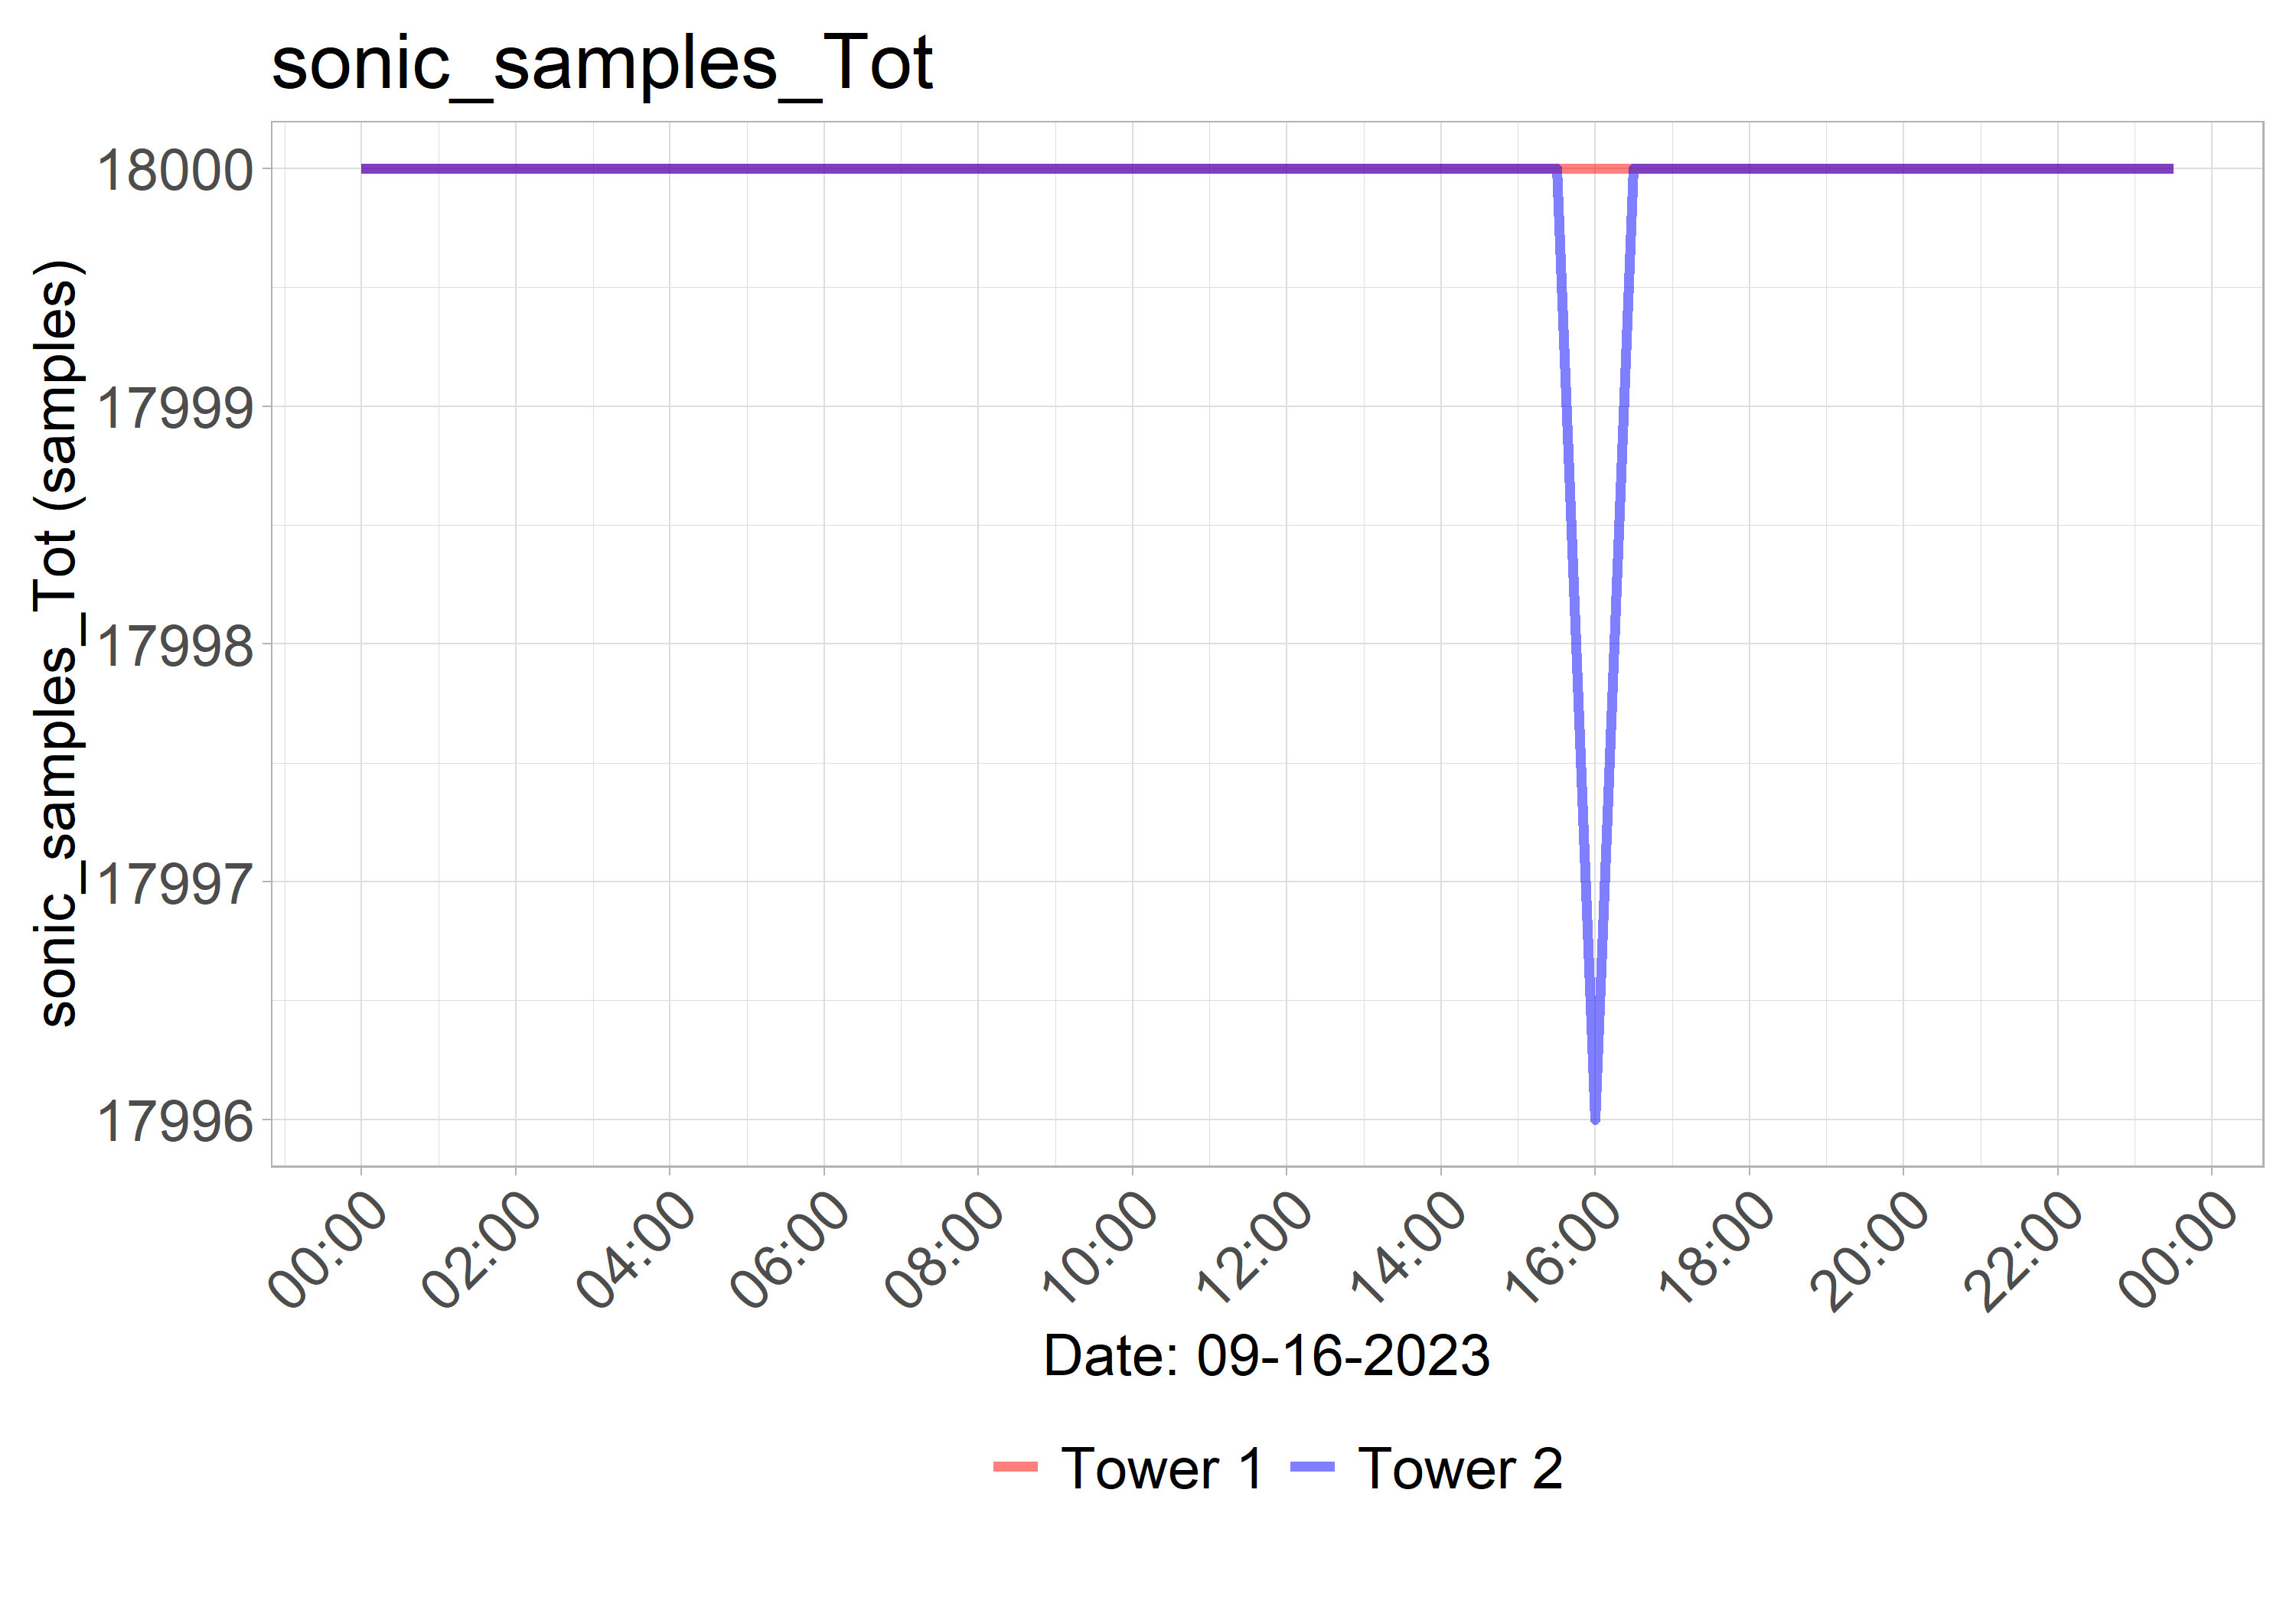 sonic_samples_Tot
sonic_samples_Tot (samples)
18000
17999
17998
17997
17996
00:00 02:00 04:00 06:00 08:00 10:00 12:00 14:00 16:00 18:00 20:00 22:00 00:00
Date: 09-16-2023
Tower 1 Tower 2